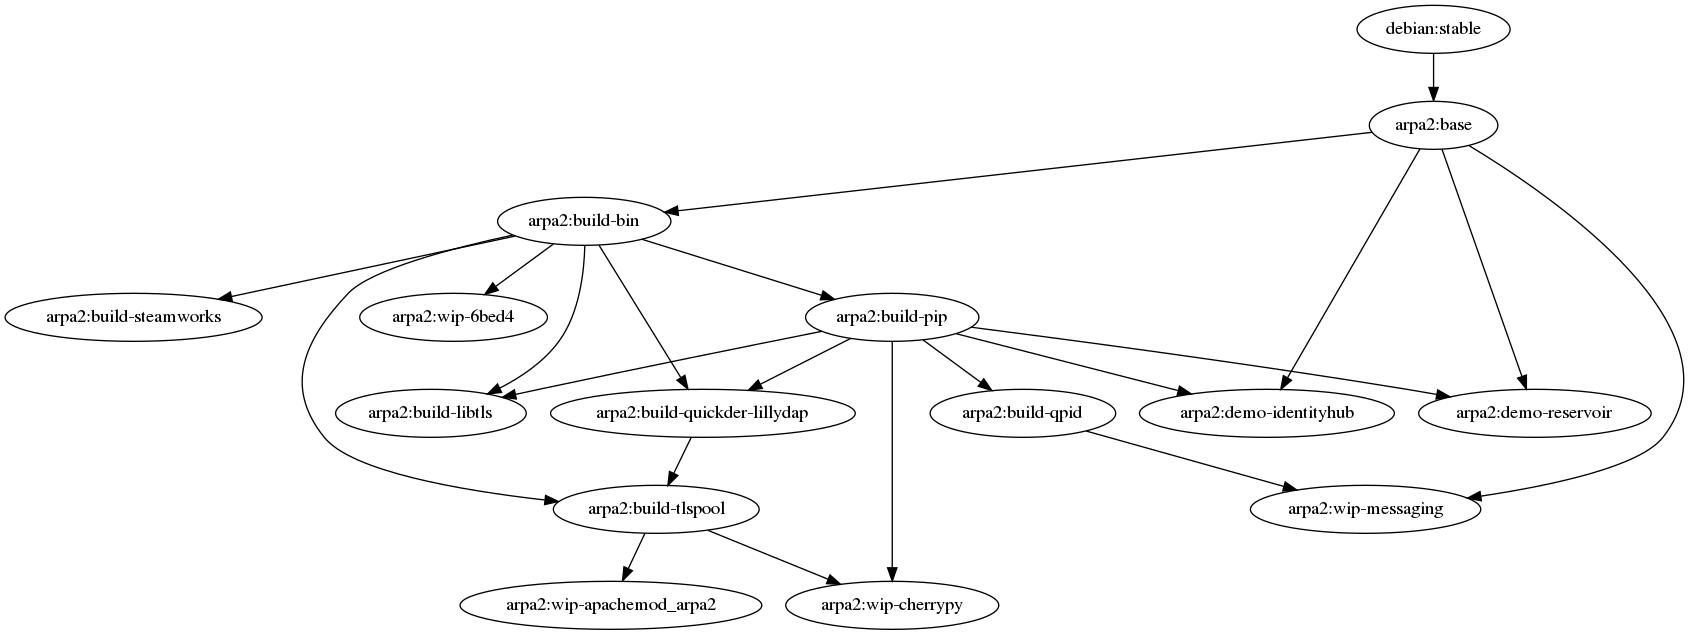 debian:stable
arpa2:base
arpa2:build-bin
arpa2:build-steamworks
arpa2:wip-6bed4
arpa2:build-pip
arpa2:build-libtls
arpa2:build-quickder-lillydap
arpa2:build-qpid
arpa2:demo-identityhub
arpa2:demo-reservoir
arpa2:build-tlspool
arpa2:wip-messaging
arpa2:wip-apachemod_arpa2
arpa2:wip-cherrypy